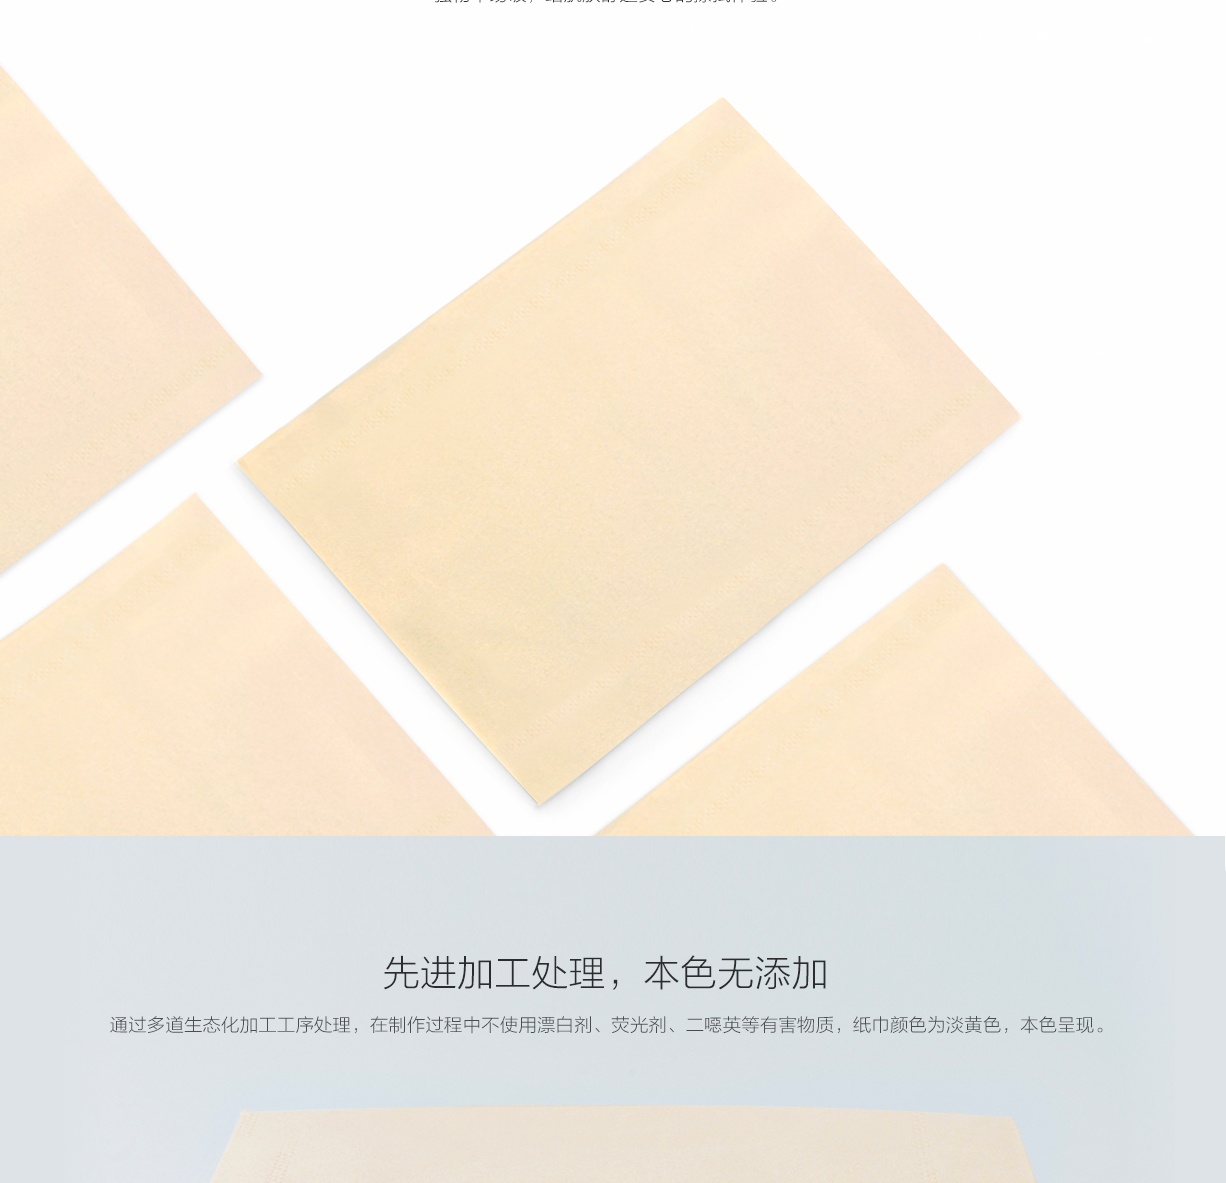 先进加工处理，本色无添加
通过多道生态化加工工序处理，在制作过程中不使用漂白剂、荧光剂、二噁英等有害物质，纸巾颜色为淡黄色，本色呈现。